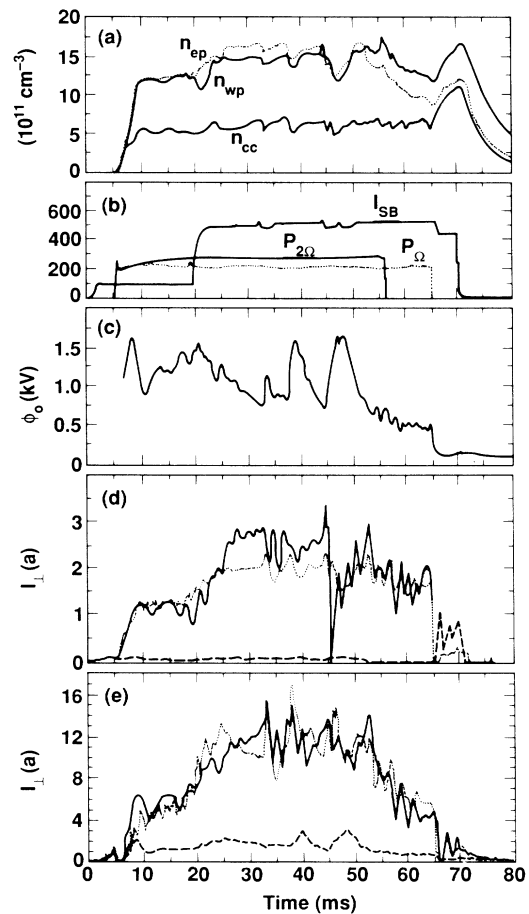 (a)
n_ep
n_wp
n_cc
(10^11 cm^-3)
20
15
10
5
0
(b)
I_SB
P_2Ω
P_Ω
600
400
200
0
(c)
ϕ_o (kV)
1.5
1.0
0.5
0
(d)
I_⊥ (a)
3
2
1
0
(e)
I_⊥ (a)
16
12
8
4
0
0 10 20 30 40 50 60 70 80
Time (ms)